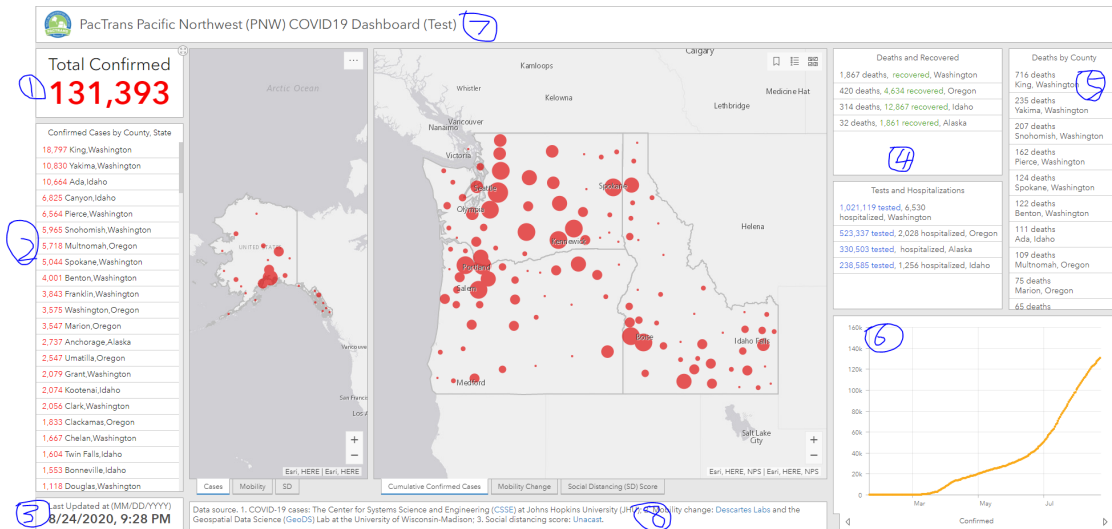 PacTrans Pacific Northwest (PNW) COVID19 Dashboard (Test)
7
Total Confirmed
1
131,393
Confirmed Cases by County, State
18,797 King,Washington
10,830 Yakima,Washington
10,664 Ada,Idaho
6,825 Canyon,Idaho
6,564 Pierce,Washington
5,965 Snohomish,Washington
2
5,718 Multnomah,Oregon
5,044 Spokane,Washington
4,001 Benton,Washington
3,843 Franklin,Washington
3,575 Washington,Oregon
3,547 Marion,Oregon
2,737 Anchorage,Alaska
2,547 Umatilla,Oregon
2,079 Grant,Washington
2,074 Kootenai,Idaho
2,056 Clark,Washington
1,833 Clackamas,Oregon
1,667 Chelan,Washington
1,604 Twin Falls,Idaho
1,553 Bonneville,Idaho
1,118 Douglas,Washington
3
Last Updated at (MM/DD/YYYY)
8/24/2020, 9:28 PM
Arctic Ocean
UNITED STATES
Vancouver
San Franc
Los A
+
−
Esri, HERE | Esri, HERE
Cases
Mobility
SD
Calgary
Kamloops
Whistler
Kelowna
Medicine Hat
Lethbridge
Vancouver
Nanaimo
Victoria
Seattle
Spokane
Olympia
Helena
Kennewick
Portland
Salem
Boise
Idaho Falls
Medford
Salt Lake
City
+
−
Esri, HERE, NPS | Esri, HERE, NPS
Cumulative Confirmed Cases
Mobility Change
Social Distancing (SD) Score
Data source. 1. COVID-19 cases: The Center for Systems Science and Engineering (CSSE) at Johns Hopkins University (JHU); 2. Mobility change: Descartes Labs and the
8
Geospatial Data Science (GeoDS) Lab at the University of Wisconsin-Madison; 3. Social distancing score: Unacast.
Deaths and Recovered
1,867 deaths, recovered, Washington
420 deaths, 4,634 recovered, Oregon
314 deaths, 12,867 recovered, Idaho
32 deaths, 1,861 recovered, Alaska
4
Tests and Hospitalizations
1,021,119 tested, 6,530
hospitalized, Washington
523,337 tested, 2,028 hospitalized, Oregon
330,503 tested, hospitalized, Alaska
238,585 tested, 1,256 hospitalized, Idaho
Deaths by County
716 deaths
King, Washington
5
235 deaths
Yakima, Washington
207 deaths
Snohomish, Washington
162 deaths
Pierce, Washington
124 deaths
Spokane, Washington
122 deaths
Benton, Washington
111 deaths
Ada, Idaho
109 deaths
Multnomah, Oregon
75 deaths
Marion, Oregon
65 deaths
6
160k
140k
120k
100k
80k
60k
40k
20k
0
Mar
May
Jul
Confirmed